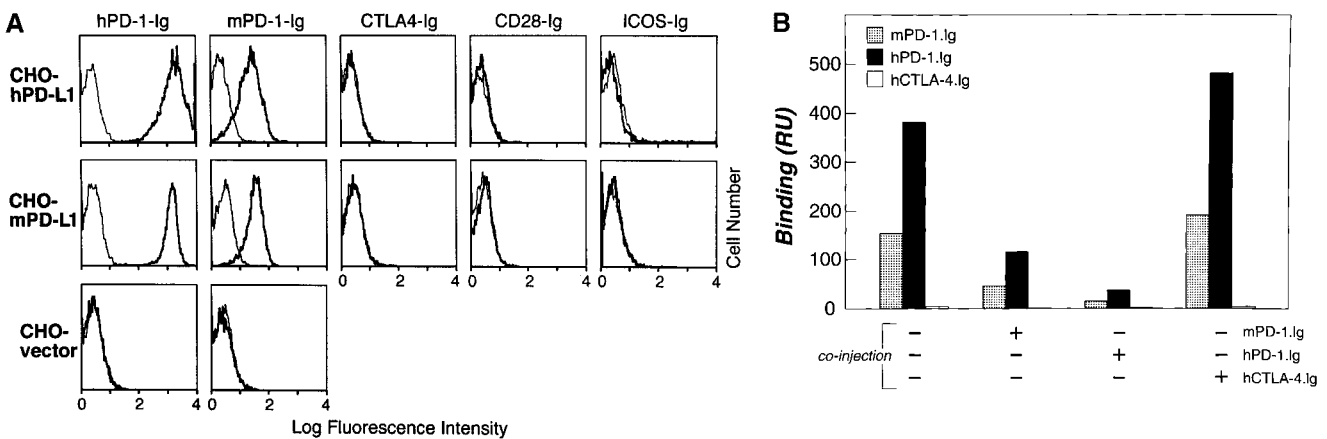 A
hPD-1-Ig mPD-1-Ig CTLA4-Ig CD28-Ig ICOS-Ig
CHO-
hPD-L1
CHO-
mPD-L1
0 2 4 0 2 4 0 2 4
CHO-
vector
0 2 4 0 2 4
Cell Number
Log Fluorescence Intensity
B
mPD-1.Ig
hPD-1.Ig
hCTLA-4.Ig
Binding (RU)
500
400
300
200
100
0
co-injection
− + − − mPD-1.Ig
− − + − hPD-1.Ig
− − − + hCTLA-4.Ig